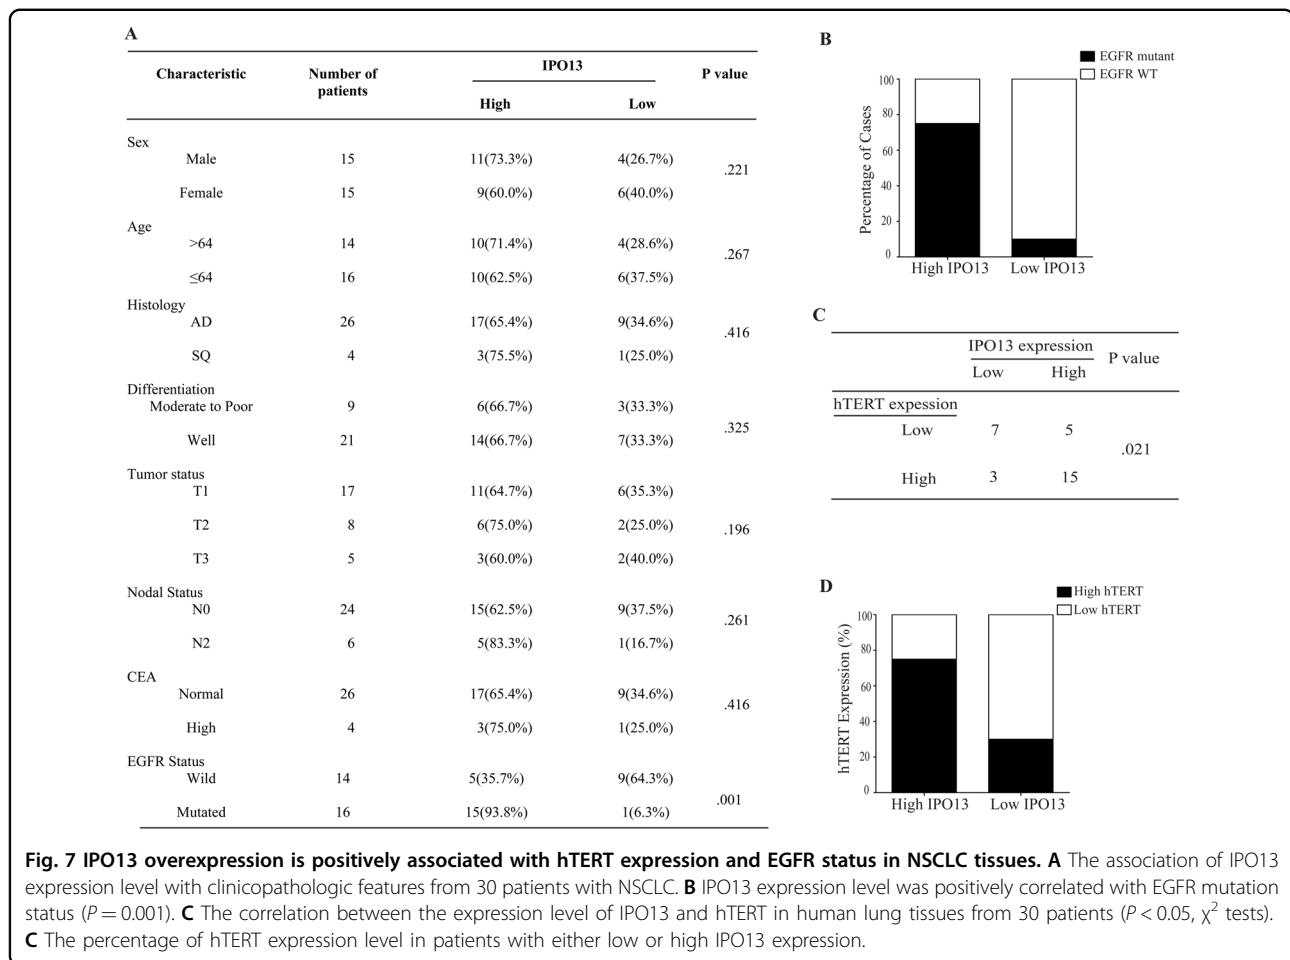 A
Characteristic Number of patients IPO13 P value
High Low
Sex
Male 15 11(73.3%) 4(26.7%)
.221
Female 15 9(60.0%) 6(40.0%)
Age
>64 14 10(71.4%) 4(28.6%)
.267
≤64 16 10(62.5%) 6(37.5%)
Histology
AD 26 17(65.4%) 9(34.6%)
.416
SQ 4 3(75.5%) 1(25.0%)
Differentiation
Moderate to Poor 9 6(66.7%) 3(33.3%)
.325
Well 21 14(66.7%) 7(33.3%)
Tumor status
T1 17 11(64.7%) 6(35.3%)
T2 8 6(75.0%) 2(25.0%)
.196
T3 5 3(60.0%) 2(40.0%)
Nodal Status
N0 24 15(62.5%) 9(37.5%)
.261
N2 6 5(83.3%) 1(16.7%)
CEA
Normal 26 17(65.4%) 9(34.6%)
.416
High 4 3(75.0%) 1(25.0%)
EGFR Status
Wild 14 5(35.7%) 9(64.3%)
.001
Mutated 16 15(93.8%) 1(6.3%)
B
EGFR mutant
EGFR WT
Percentage of Cases
100
80
60
40
20
0
High IPO13 Low IPO13
C
IPO13 expression
P value
Low High
hTERT expession
Low 7 5
.021
High 3 15
D
High hTERT
Low hTERT
hTERT Expression (%)
100
80
60
40
20
0
High IPO13 Low IPO13
Fig. 7 IPO13 overexpression is positively associated with hTERT expression and EGFR status in NSCLC tissues. A The association of IPO13
expression level with clinicopathologic features from 30 patients with NSCLC. B IPO13 expression level was positively correlated with EGFR mutation
status (P = 0.001). C The correlation between the expression level of IPO13 and hTERT in human lung tissues from 30 patients (P < 0.05, χ² tests).
C The percentage of hTERT expression level in patients with either low or high IPO13 expression.